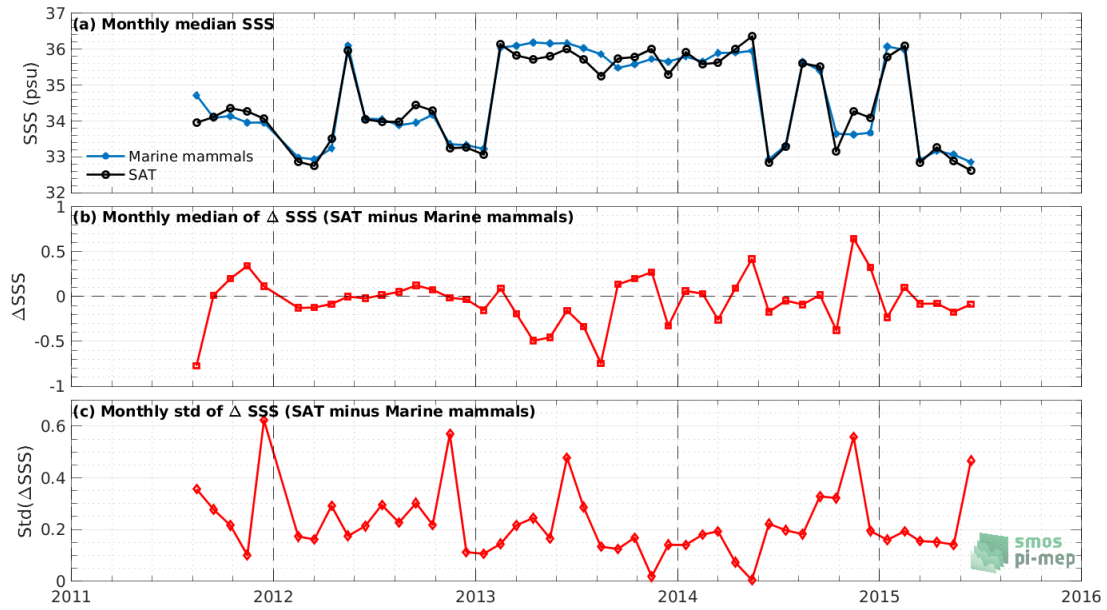 (a) Monthly median SSS
37
36
35
34
33
32
SSS (psu)
Marine mammals
SAT
(b) Monthly median of Δ SSS (SAT minus Marine mammals)
1
0.5
0
-0.5
-1
ΔSSS
(c) Monthly std of Δ SSS (SAT minus Marine mammals)
0.6
0.4
0.2
0
Std(ΔSSS)
smos
pi-mep
2011 2012 2013 2014 2015 2016